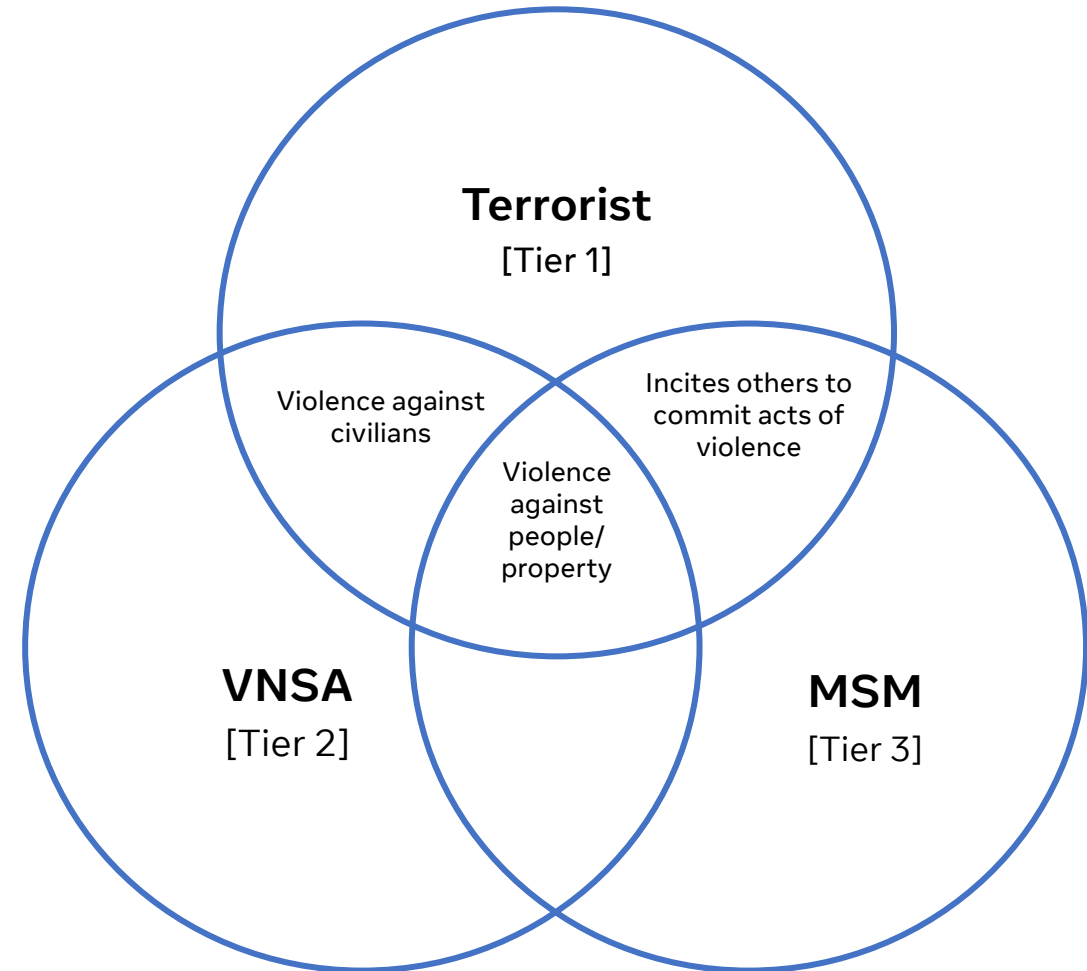 Terrorist
[Tier 1]
Violence against
civilians
Incites others to
commit acts of
violence
Violence
against
people/
property
VNSA
[Tier 2]
MSM
[Tier 3]